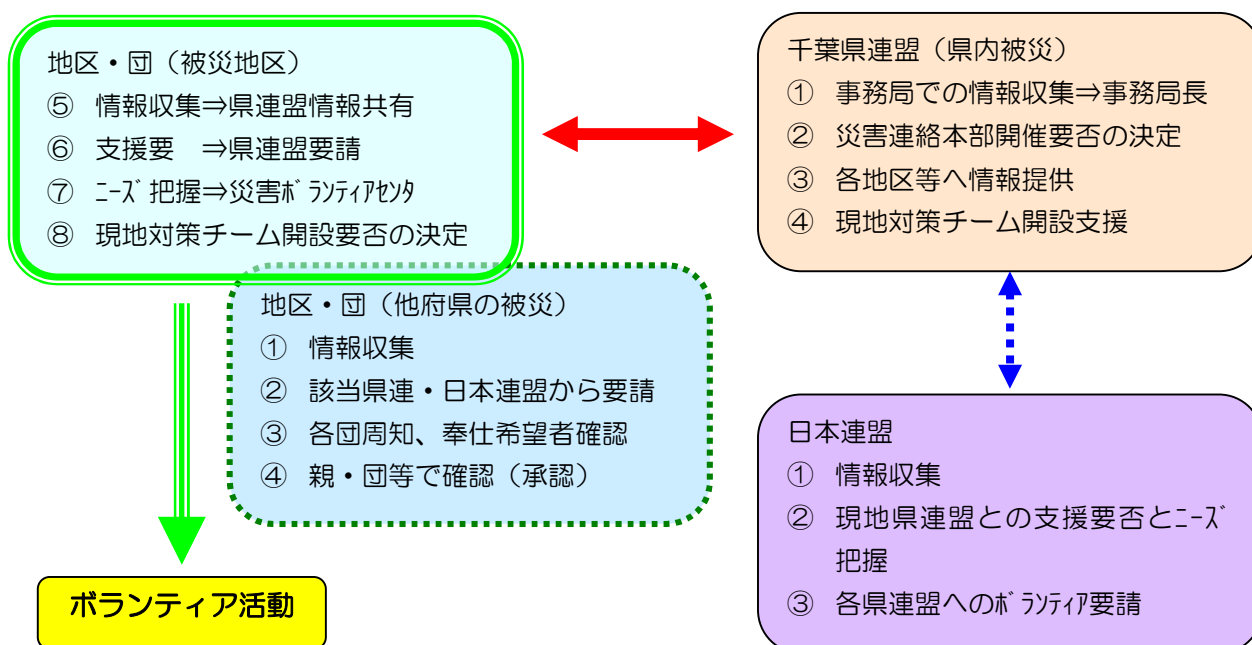 地区・団（被災地区）
⑤ 情報収集⇒県連盟情報共有
⑥ 支援要　⇒県連盟要請
⑦ ﾆｰｽﾞ把握⇒災害ﾎﾞﾗﾝﾃｨｱｾﾝﾀ
⑧ 現地対策チーム開設要否の決定
千葉県連盟（県内被災）
① 事務局での情報収集⇒事務局長
② 災害連絡本部開催要否の決定
③ 各地区等へ情報提供
④ 現地対策チーム開設支援
地区・団（他府県の被災）
① 情報収集
② 該当県連・日本連盟から要請
③ 各団周知、奉仕希望者確認
④ 親・団等で確認（承認）
日本連盟
① 情報収集
② 現地県連盟との支援要否とﾆｰｽﾞ
把握
③ 各県連盟へのﾎﾞﾗﾝﾃｨｱ要請
ボランティア活動